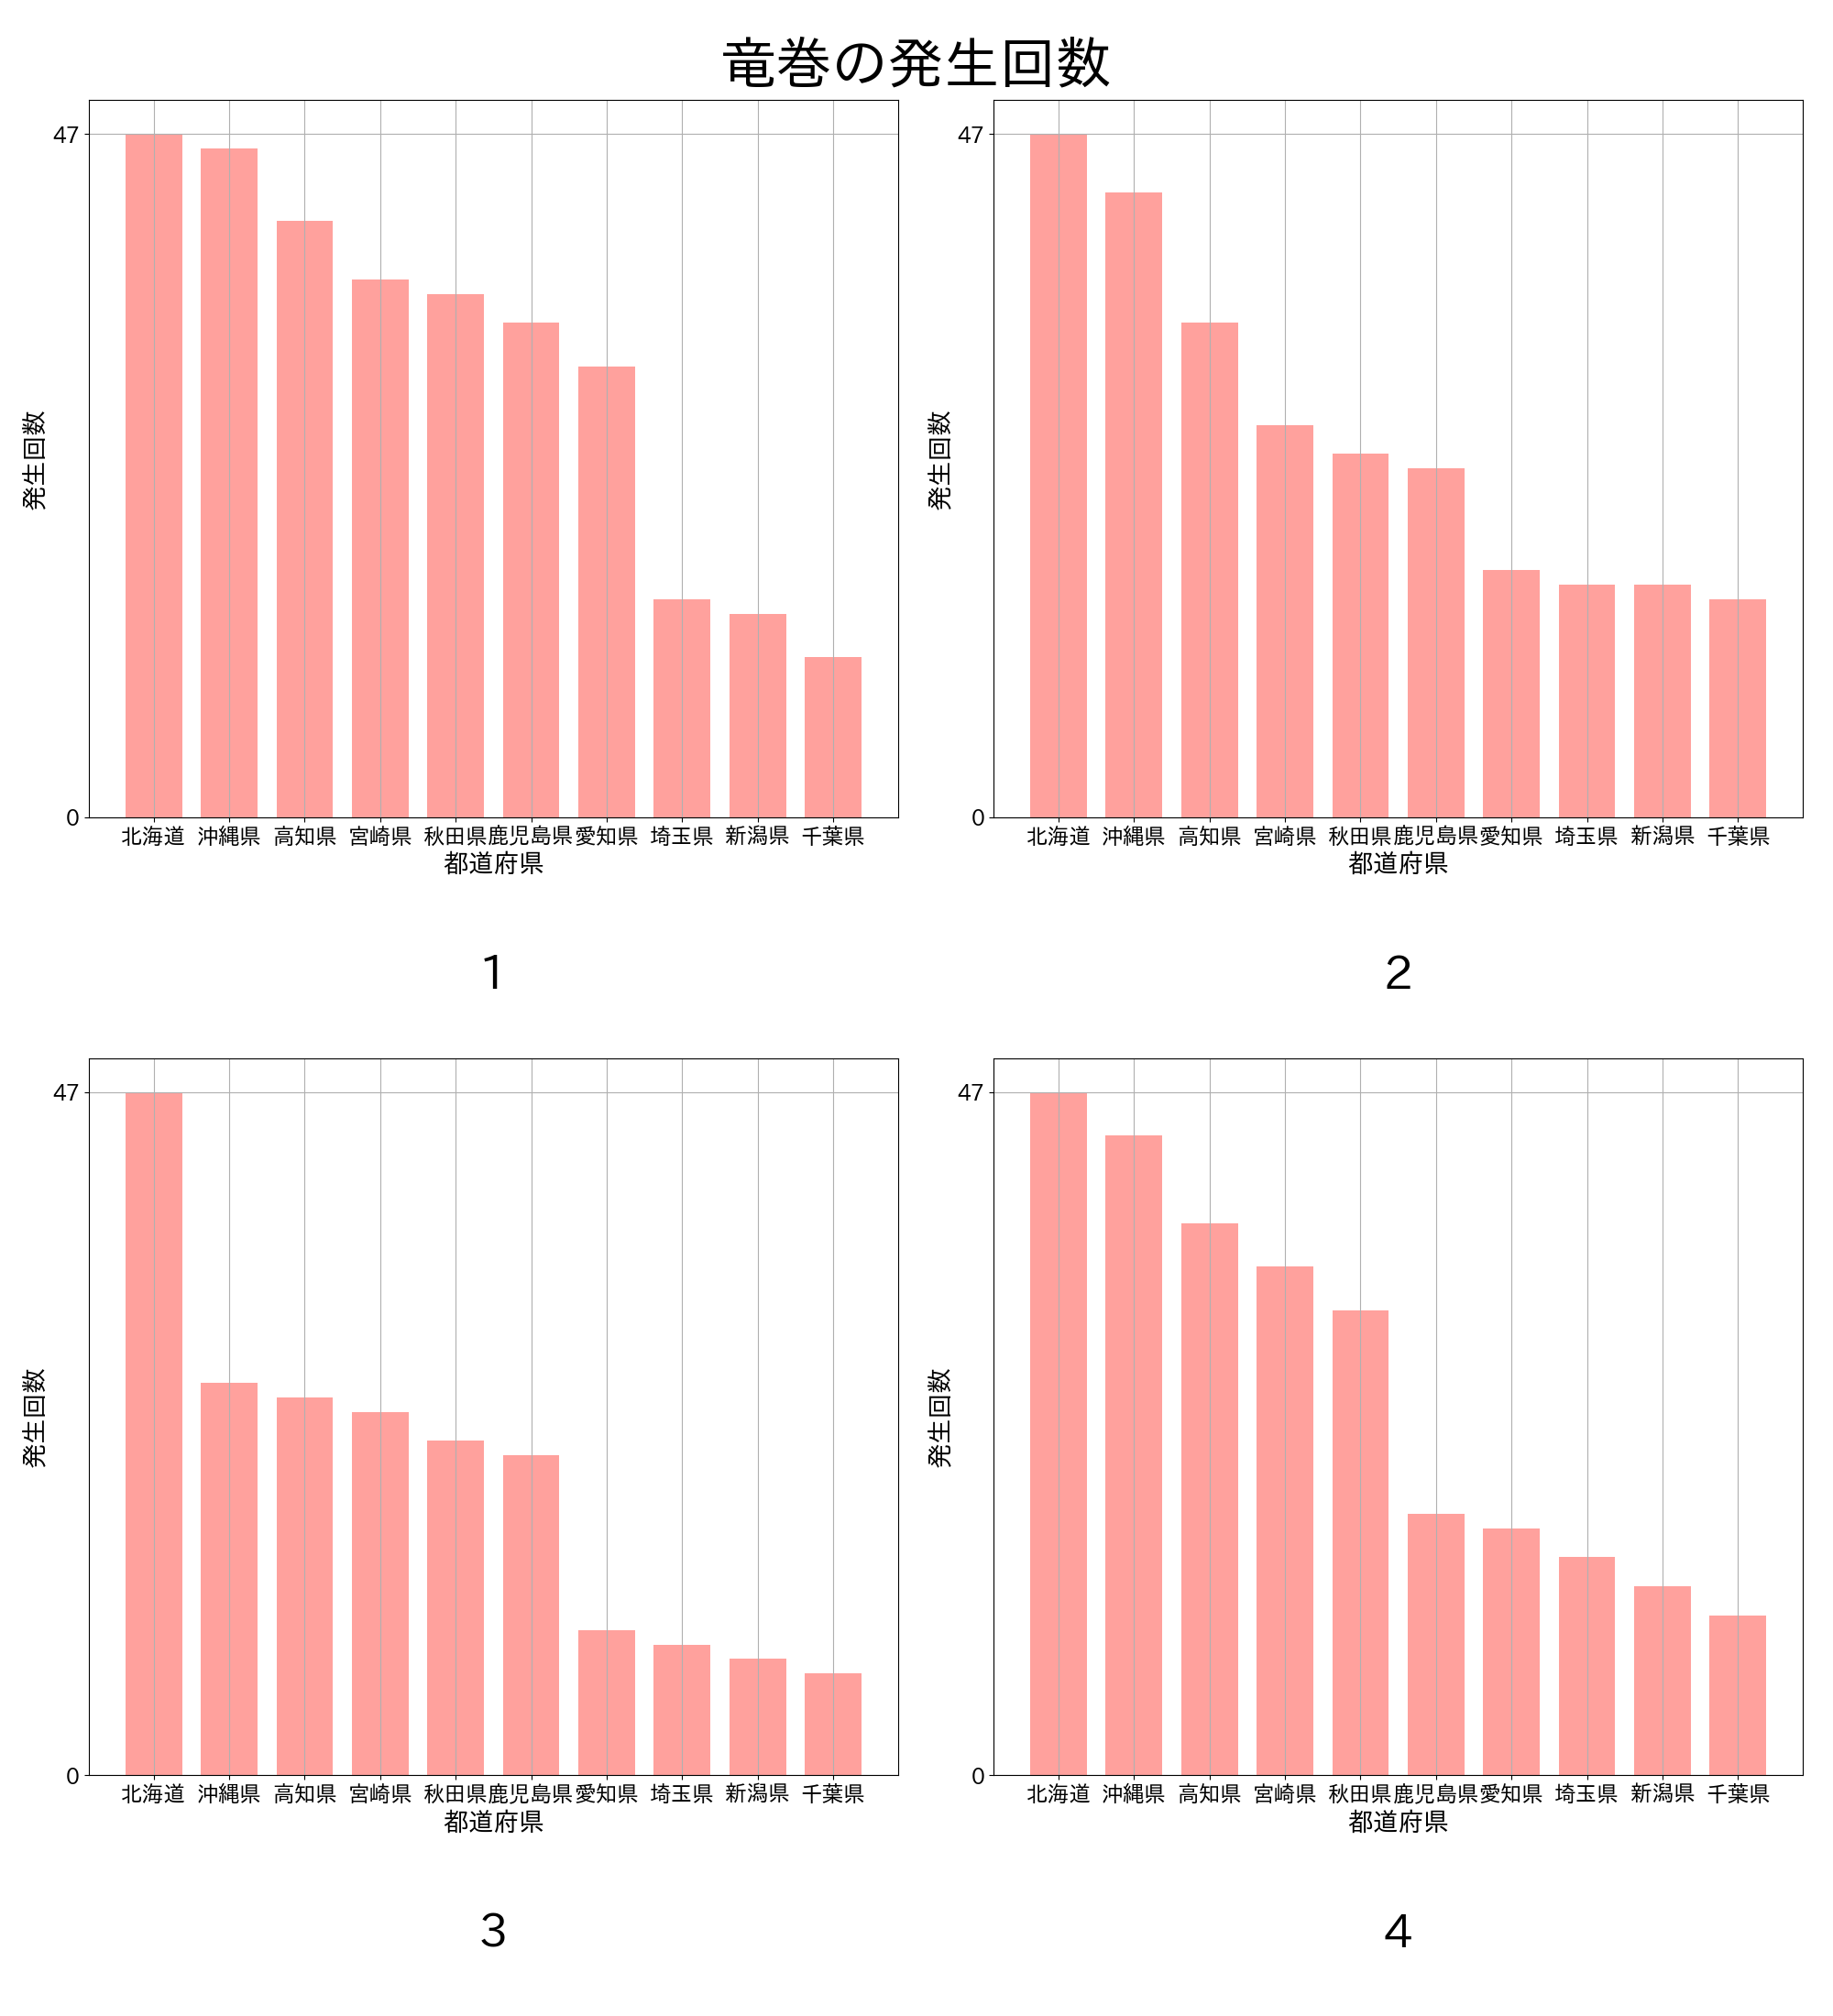 竜巻の発生回数
47
0
発生回数
北海道 沖縄県 高知県 宮崎県 秋田県 鹿児島県 愛知県 埼玉県 新潟県 千葉県
都道府県
1
47
0
発生回数
北海道 沖縄県 高知県 宮崎県 秋田県 鹿児島県 愛知県 埼玉県 新潟県 千葉県
都道府県
2
47
0
発生回数
北海道 沖縄県 高知県 宮崎県 秋田県 鹿児島県 愛知県 埼玉県 新潟県 千葉県
都道府県
3
47
0
発生回数
北海道 沖縄県 高知県 宮崎県 秋田県 鹿児島県 愛知県 埼玉県 新潟県 千葉県
都道府県
4